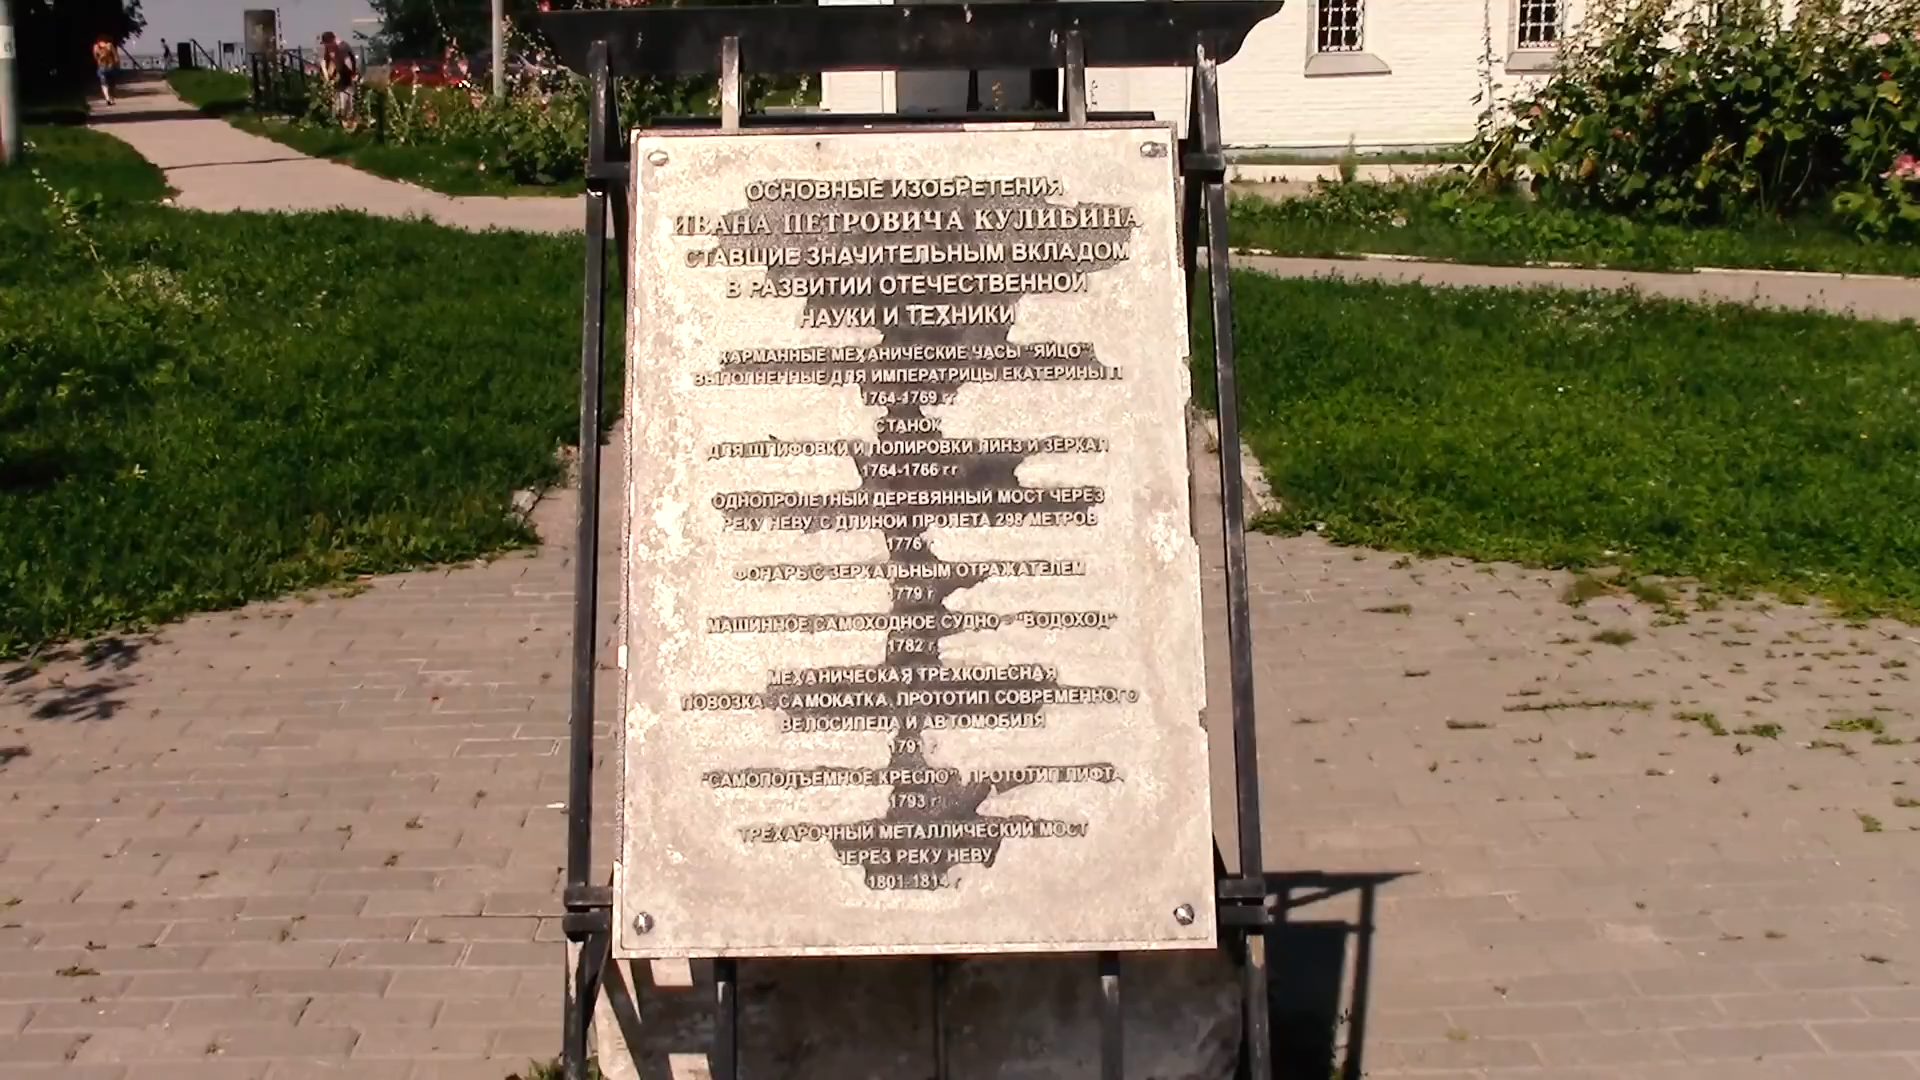 ОСНОВНЫЕ ИЗОБРЕТЕНИЯ
ИВАНА ПЕТРОВИЧА КУЛИБИНА
СТАВШИЕ ЗНАЧИТЕЛЬНЫМ ВКЛАДОМ
В РАЗВИТИИ ОТЕЧЕСТВЕННОЙ
НАУКИ И ТЕХНИКИ
КАРМАННЫЕ МЕХАНИЧЕСКИЕ ЧАСЫ "ЯЙЦО",
ВЫПОЛНЕННЫЕ ДЛЯ ИМПЕРАТРИЦЫ ЕКАТЕРИНЫ II
1764-1769 гг
СТАНОК
ДЛЯ ШЛИФОВКИ И ПОЛИРОВКИ ЛИНЗ И ЗЕРКАЛ
1764-1766 гг
ОДНОПРОЛЕТНЫЙ ДЕРЕВЯННЫЙ МОСТ ЧЕРЕЗ
РЕКУ НЕВУ С ДЛИНОЙ ПРОЛЕТА 298 МЕТРОВ
1776 г
ФОНАРЬ С ЗЕРКАЛЬНЫМ ОТРАЖАТЕЛЕМ
1779 г
МАШИННОЕ САМОХОДНОЕ СУДНО - "ВОДОХОД"
1782 г
МЕХАНИЧЕСКАЯ ТРЕХКОЛЕСНАЯ
ПОВОЗКА - САМОКАТКА, ПРОТОТИП СОВРЕМЕННОГО
ВЕЛОСИПЕДА И АВТОМОБИЛЯ
1791 г
"САМОПОДЪЕМНОЕ КРЕСЛО", ПРОТОТИП ЛИФТА
1793 г
ТРЕХАРОЧНЫЙ МЕТАЛЛИЧЕСКИЙ МОСТ
ЧЕРЕЗ РЕКУ НЕВУ
1801-1814 г